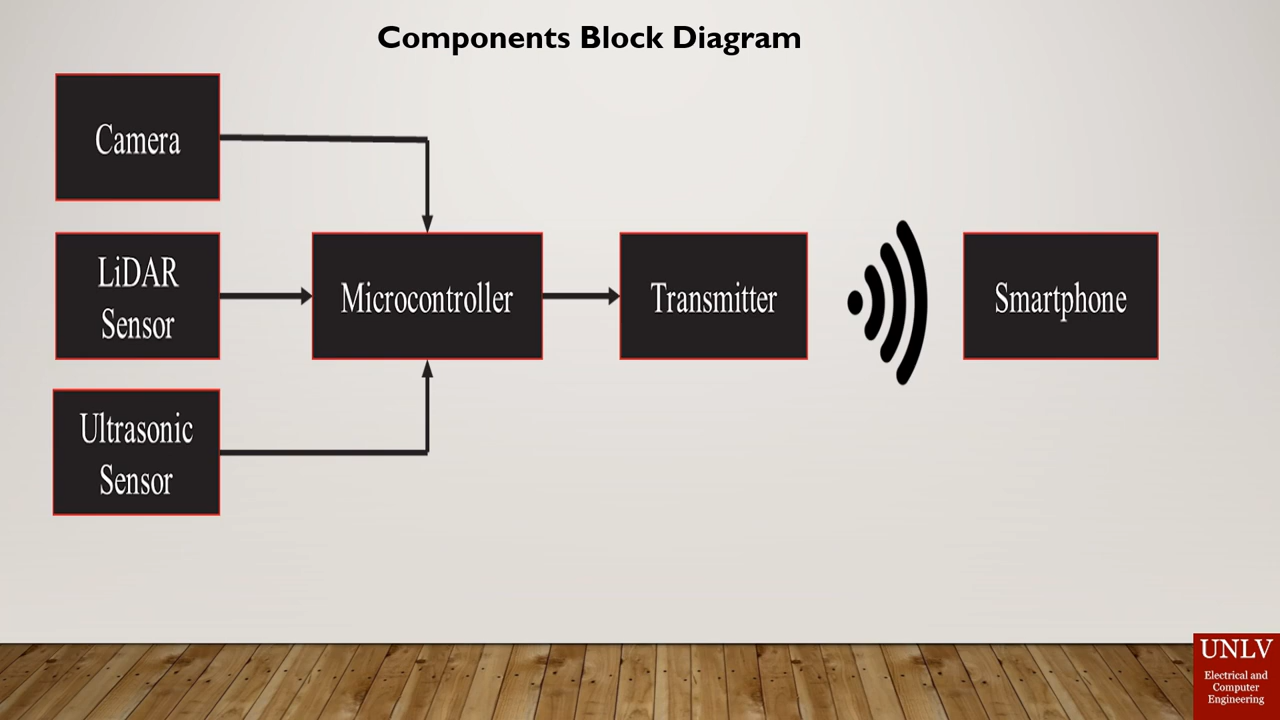 Components Block Diagram
Camera
LiDAR
Sensor
Microcontroller
Transmitter
Smartphone
Ultrasonic
Sensor
UNLV
Electrical and
Computer
Engineering